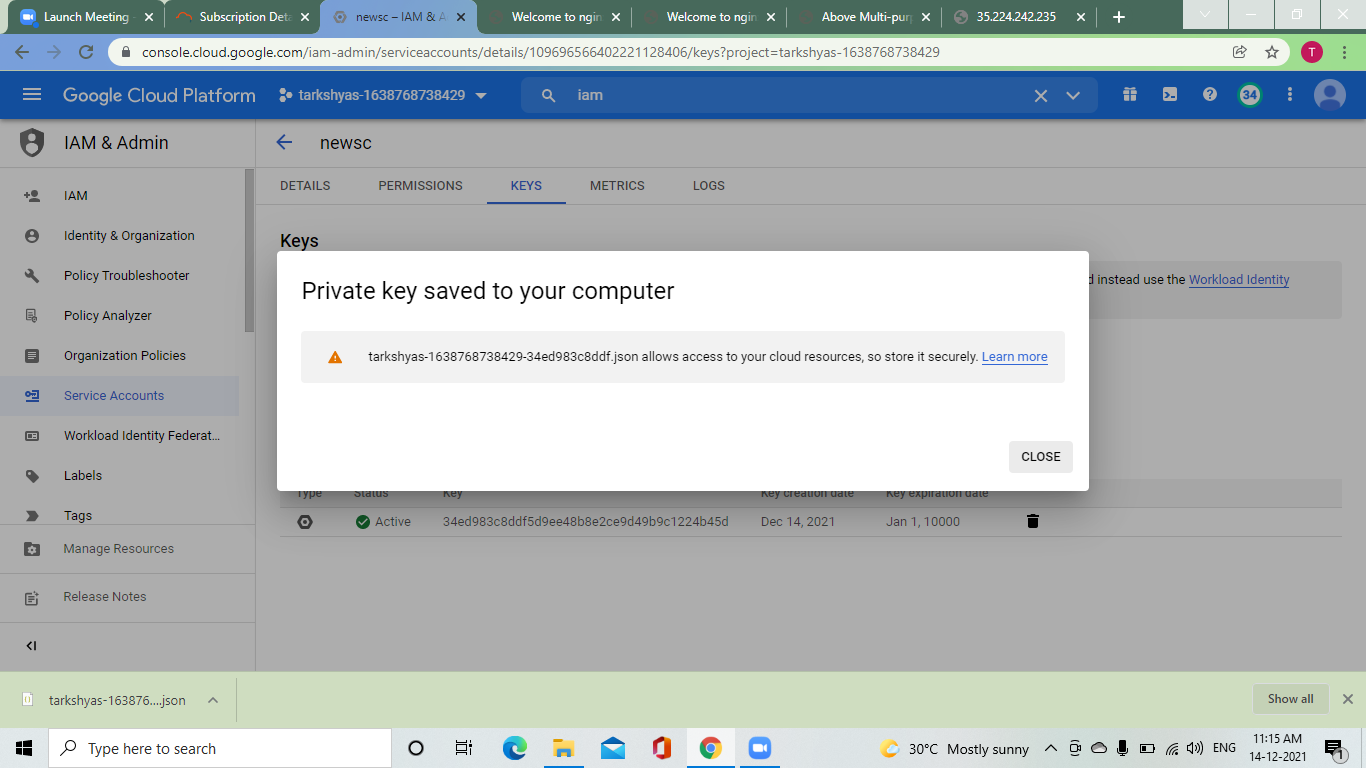 Launch Meeting
Subscription Deta
newsc – IAM & A
Welcome to ngin
Welcome to ngin
Above Multi-pur
35.224.242.235
console.cloud.google.com/iam-admin/serviceaccounts/details/109696566402221128406/keys?project=tarkshyas-1638768738429
T
Google Cloud Platform
tarkshyas-1638768738429
iam
34
IAM & Admin
newsc
DETAILS PERMISSIONS KEYS METRICS LOGS
IAM
Identity & Organization
Policy Troubleshooter
Policy Analyzer
Organization Policies
Service Accounts
Workload Identity Federat...
Labels
Tags
Manage Resources
Release Notes
Keys
d instead use the Workload Identity
Private key saved to your computer
tarkshyas-1638768738429-34ed983c8ddf.json allows access to your cloud resources, so store it securely. Learn more
CLOSE
Type Status Key Key creation date Key expiration date
Active 34ed983c8ddf5d9ee48b8e2ce9d49b9c1224b45d Dec 14, 2021 Jan 1, 10000
tarkshyas-163876....json
Show all
Type here to search
30°C Mostly sunny
ENG
11:15 AM
14-12-2021
1